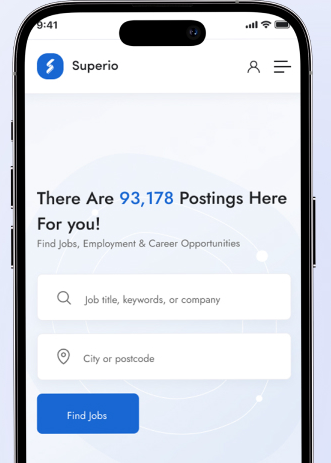 9:41
Superio
There Are 93,178 Postings Here
For you!
Find Jobs, Employment & Career Opportunities
Job title, keywords, or company
City or postcode
Find Jobs